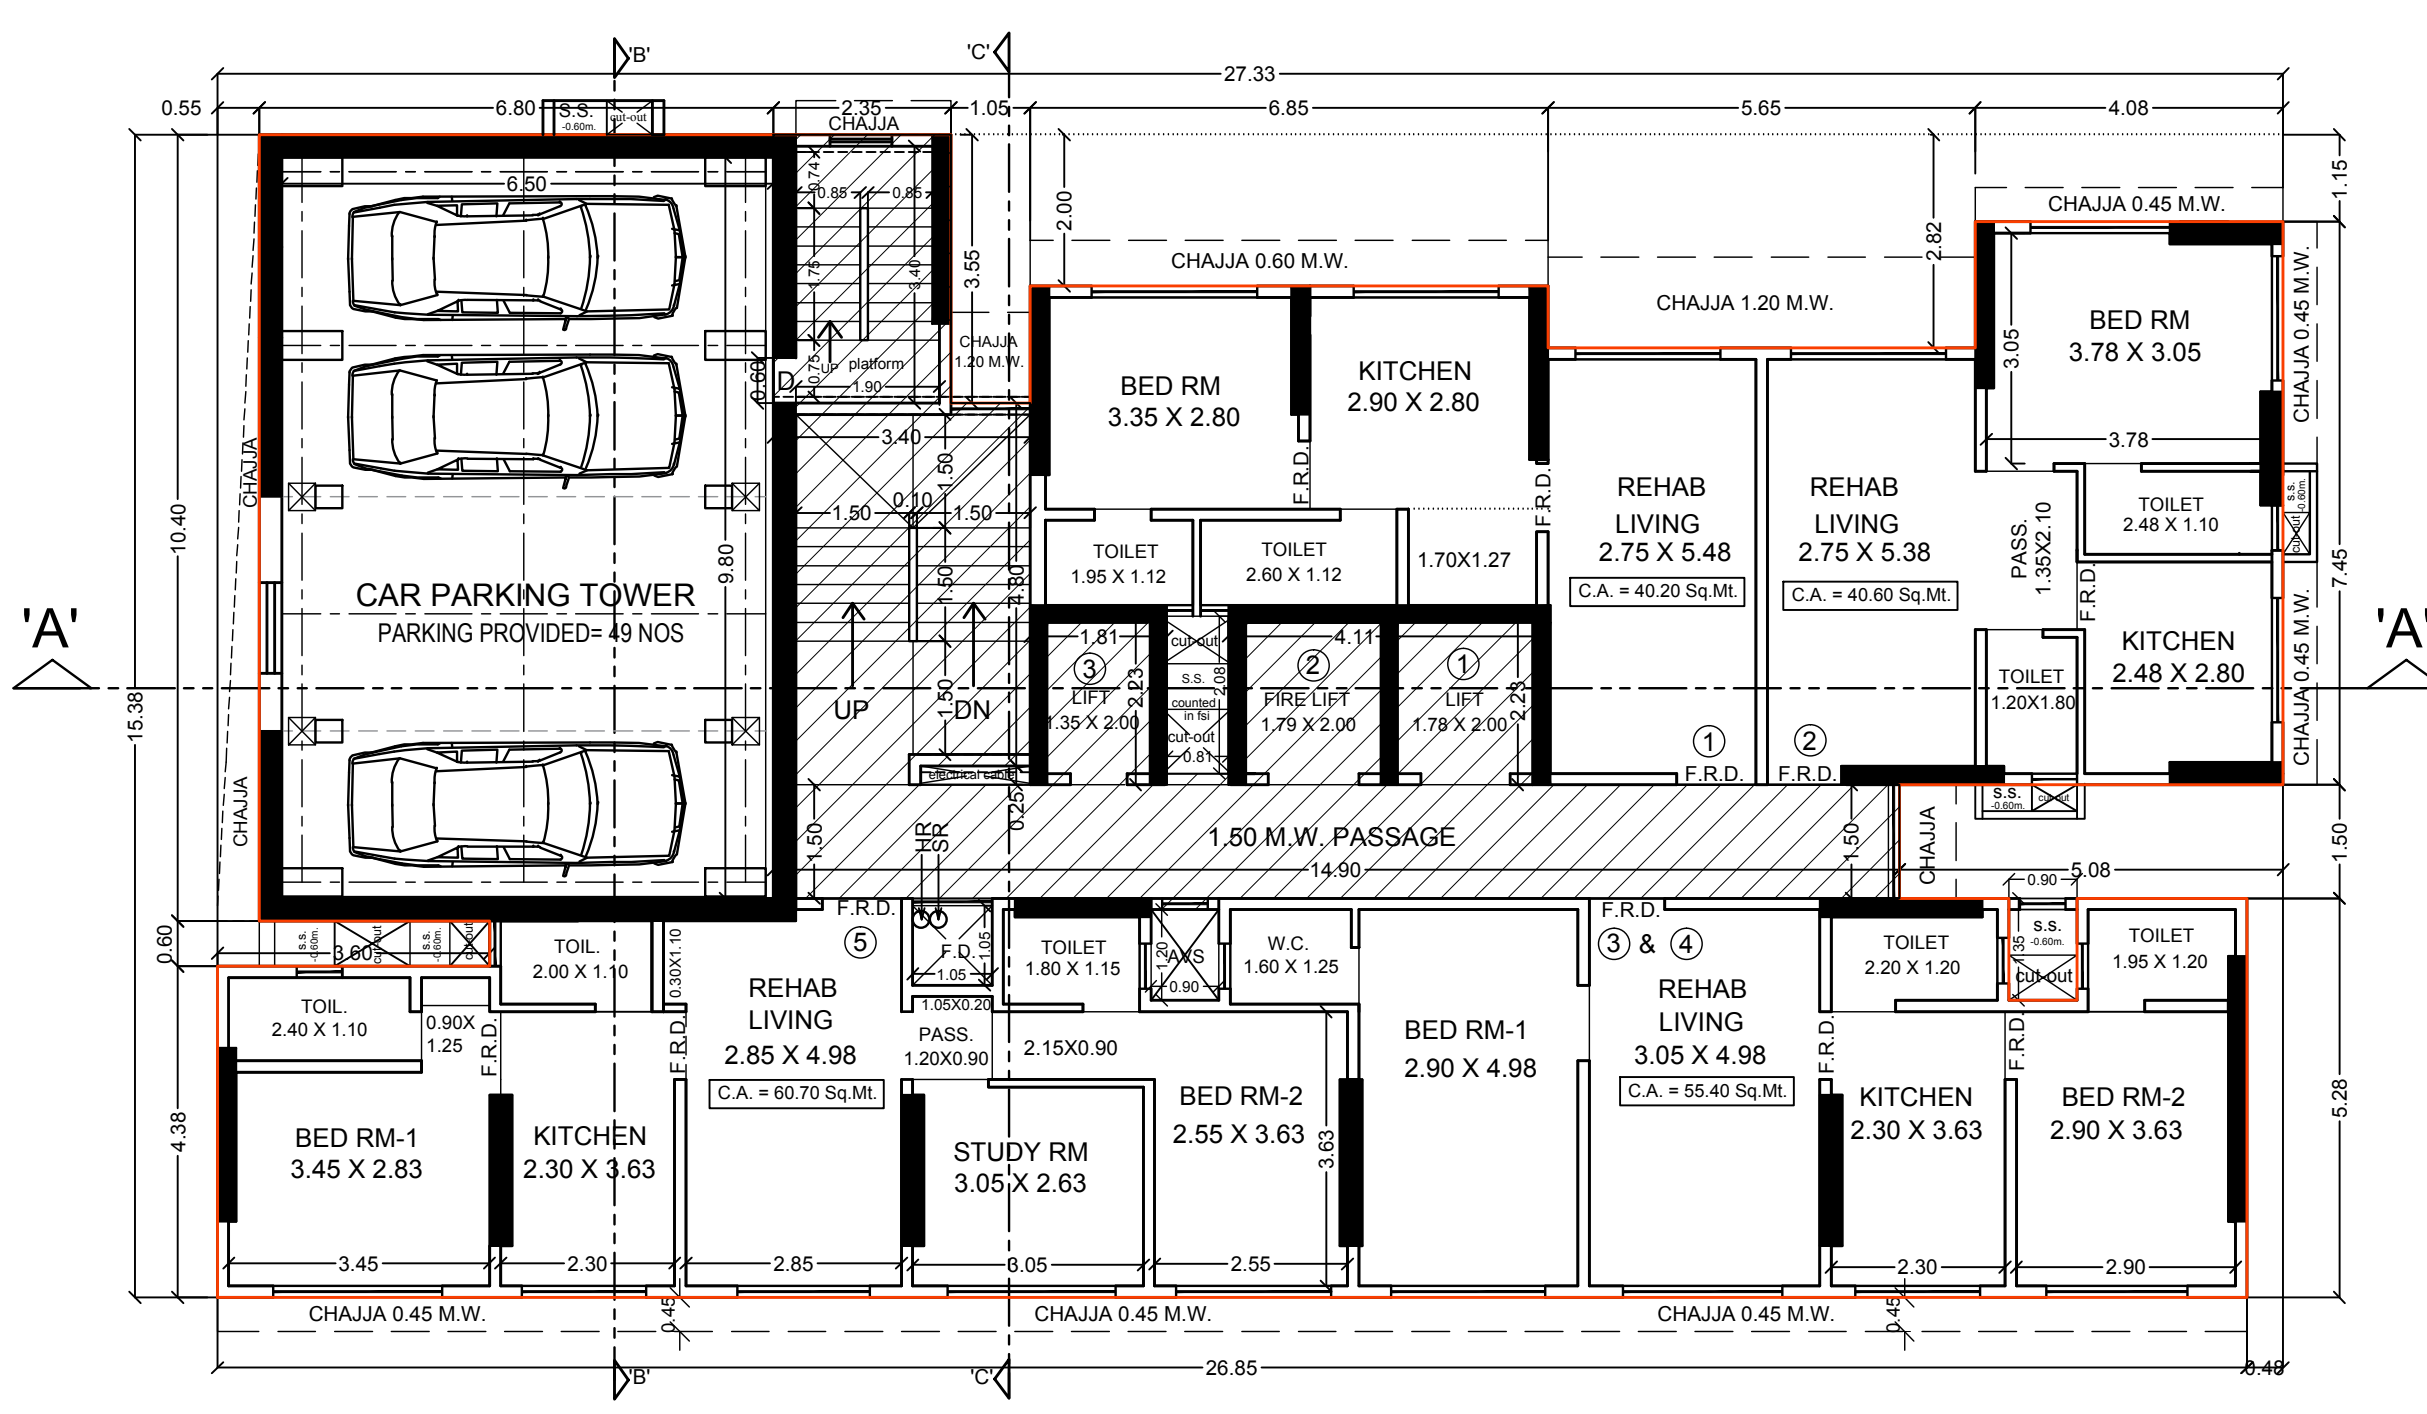 'B'
'C'
27.33
0.55
6.80
2.35
1.05
6.85
5.65
4.08
S.S.
-0.60m.
cut-out
CHAJJA
0.74
6.50
0.85
0.85
2.00
1.15
CHAJJA 0.45 M.W.
2.82
3.55
1.75
3.40
CHAJJA 0.60 M.W.
CHAJJA 1.20 M.W.
CHAJJA 0.45 M.W.
BED RM
3.78 X 3.05
3.05
CHAJJA
1.20 M.W.
platform
UP
0.75
0.60
D
1.90
BED RM
3.35 X 2.80
KITCHEN
2.90 X 2.80
3.40
3.78
CHAJJA
1.50
F.R.D.
F.R.D.
0.10
1.50
1.50
REHAB
LIVING
2.75 X 5.48
C.A. = 40.20 Sq.Mt.
REHAB
LIVING
2.75 X 5.38
C.A. = 40.60 Sq.Mt.
PASS.
1.35X2.10
TOILET
2.48 X 1.10
s.s.
-0.60m.
cut-out
10.40
9.80
TOILET
1.95 X 1.12
TOILET
2.60 X 1.12
1.70X1.27
1.50
4.80
F.R.D.
7.45
CAR PARKING TOWER
PARKING PROVIDED= 49 NOS
'A'
'A'
1.81
cut-out
4.11
KITCHEN
2.48 X 2.80
CHAJJA 0.45 M.W.
3
LIFT
1.35 X 2.00
2.23
s.s.
counted
in fsi
2.08
cut-out
0.81
2
FIRE LIFT
1.79 X 2.00
1
LIFT
1.78 X 2.00
2.23
TOILET
1.20X1.80
15.38
UP
DN
1.50
1
F.R.D.
2
F.R.D.
electrical cable
0.25
s.s.
-0.60m.
cut-out
CHAJJA
1.50
HR
SR
1.50 M.W. PASSAGE
14.90
1.50
CHAJJA
5.08
0.90
1.50
0.60
s.s.
-0.60m.
cut-out
s.s.
-0.60m.
cut-out
3.60
TOIL.
2.00 X 1.10
0.30X1.10
F.R.D.
5
F.D.
1.05
1.05
TOILET
1.80 X 1.15
1.20
AVS
0.90
W.C.
1.60 X 1.25
F.R.D.
3 & 4
TOILET
2.20 X 1.20
s.s.
-0.60m.
1.35
cut-out
TOILET
1.95 X 1.20
TOIL.
2.40 X 1.10
0.90X
1.25
F.R.D.
F.R.D.
REHAB
LIVING
2.85 X 4.98
C.A. = 60.70 Sq.Mt.
1.05X0.20
PASS.
1.20X0.90
2.15X0.90
BED RM-1
2.90 X 4.98
REHAB
LIVING
3.05 X 4.98
C.A. = 55.40 Sq.Mt.
F.R.D.
F.R.D.
4.38
BED RM-1
3.45 X 2.83
KITCHEN
2.30 X 3.63
STUDY RM
3.05 X 2.63
BED RM-2
2.55 X 3.63
3.63
KITCHEN
2.30 X 3.63
BED RM-2
2.90 X 3.63
5.28
3.45
2.30
2.85
3.05
2.55
2.30
2.90
CHAJJA 0.45 M.W.
0.45
CHAJJA 0.45 M.W.
CHAJJA 0.45 M.W.
0.45
26.85
0.48
'B'
'C'